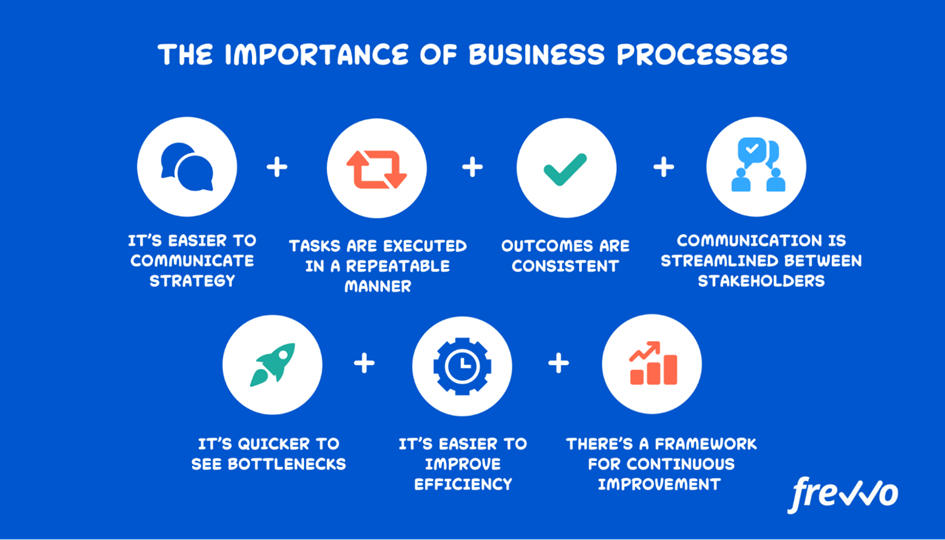 THE IMPORTANCE OF BUSINESS PROCESSES
IT'S EASIER TO
COMMUNICATE
STRATEGY
TASKS ARE EXECUTED
IN A REPEATABLE
MANNER
OUTCOMES ARE
CONSISTENT
COMMUNICATION IS
STREAMLINED BETWEEN
STAKEHOLDERS
IT'S QUICKER TO
SEE BOTTLENECKS
IT'S EASIER TO
IMPROVE
EFFICIENCY
THERE'S A FRAMEWORK
FOR CONTINUOUS
IMPROVEMENT
frevvo